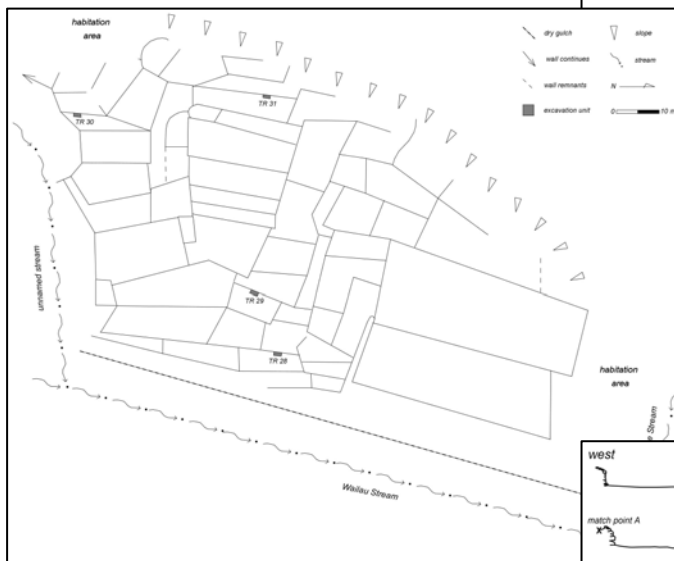 habitation
area
dry gulch
slope
wall continues
stream
wall remnants
N
excavation unit
0
10 m
TR 31
TR 30
unnamed stream
TR 29
TR 28
habitation
area
Wailau Stream
e Stream
west
match point A
X